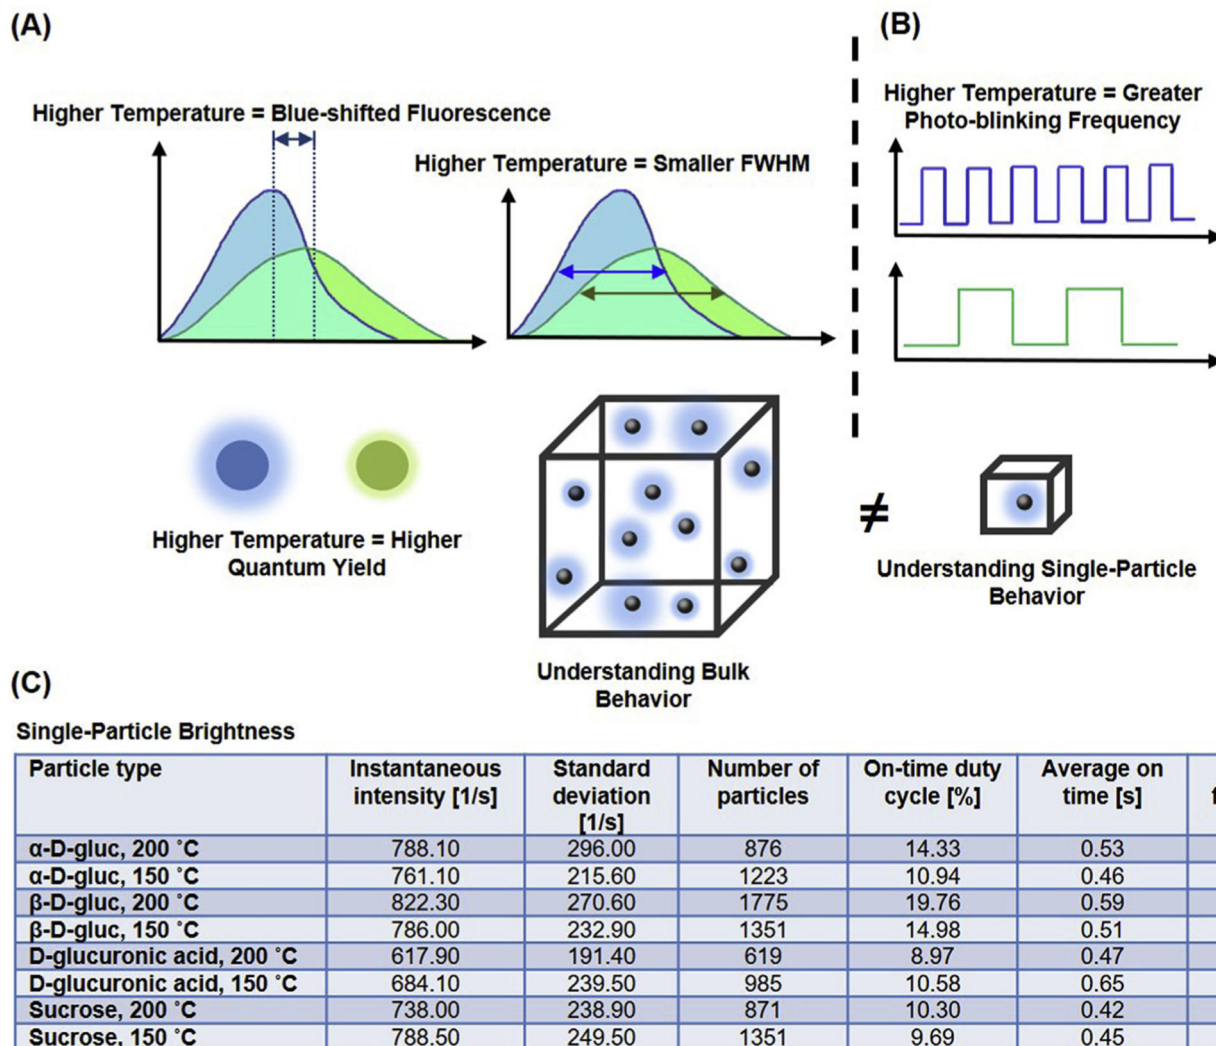 (A)
Higher Temperature = Blue-shifted Fluorescence
Higher Temperature = Smaller FWHM
Higher Temperature = Higher
Quantum Yield
Understanding Bulk
Behavior
(B)
Higher Temperature = Greater
Photo-blinking Frequency
≠
Understanding Single-Particle
Behavior
(C)
Single-Particle Brightness
Particle type Instantaneous intensity [1/s] Standard deviation [1/s] Number of particles On-time duty cycle [%] Average on time [s] f
α-D-gluc, 200 °C 788.10 296.00 876 14.33 0.53
α-D-gluc, 150 °C 761.10 215.60 1223 10.94 0.46
β-D-gluc, 200 °C 822.30 270.60 1775 19.76 0.59
β-D-gluc, 150 °C 786.00 232.90 1351 14.98 0.51
D-glucuronic acid, 200 °C 617.90 191.40 619 8.97 0.47
D-glucuronic acid, 150 °C 684.10 239.50 985 10.58 0.65
Sucrose, 200 °C 738.00 238.90 871 10.30 0.42
Sucrose, 150 °C 788.50 249.50 1351 9.69 0.45